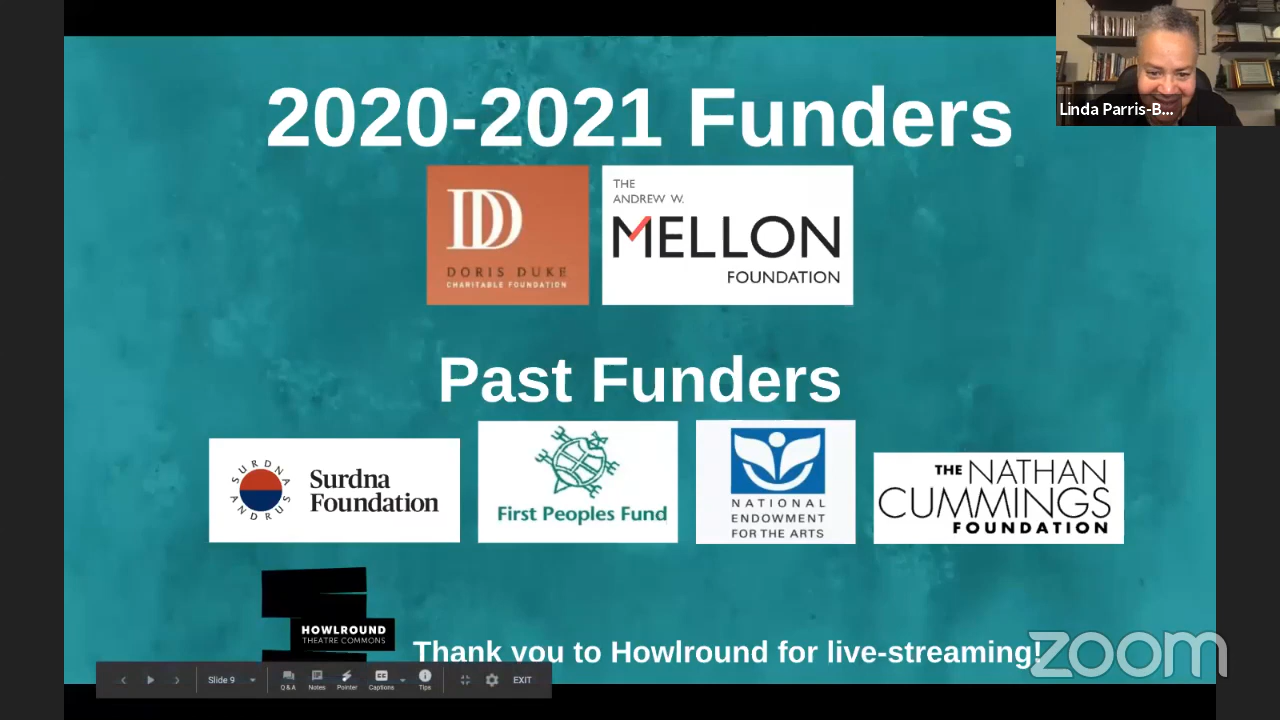 2020-2021 Funders
Linda Parris-B...
DORIS DUKE
CHARITABLE FOUNDATION
THE
ANDREW W.
MELLON
FOUNDATION
Past Funders
SURDNA
ANDRUS
Surdna
Foundation
First Peoples Fund
NATIONAL
ENDOWMENT
FOR THE ARTS
THE NATHAN
CUMMINGS
FOUNDATION
HOWLROUND
THEATRE COMMONS
Thank you to Howlround for live-streaming!
zoom
Slide 9
Q & A
Notes
Pointer
Captions
Tips
EXIT